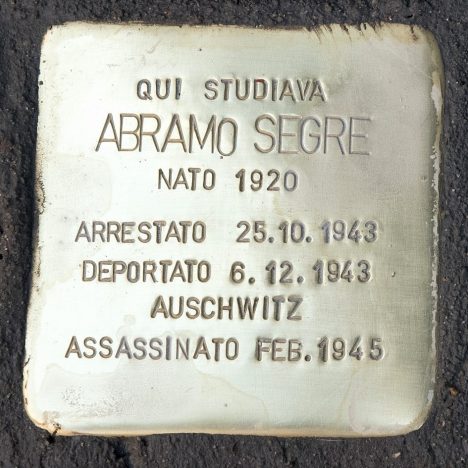 QUI STUDIAVA
ABRAMO SEGRE
NATO 1920
ARRESTATO 25.10.1943
DEPORTATO 6.12.1943
AUSCHWITZ
ASSASSINATO FEB.1945